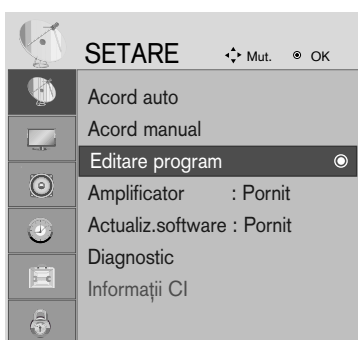 SETARE Mut. OK
Acord auto
Acord manual
Editare program
Amplificator : Pornit
Actualiz.software : Pornit
Diagnostic
Informații CI